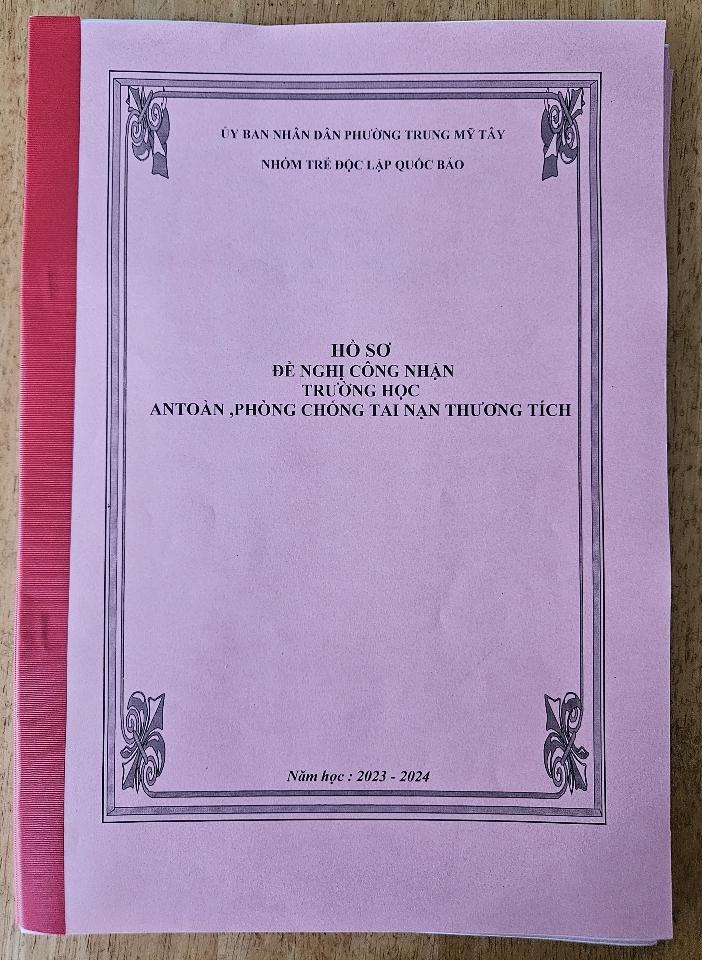 ỦY BAN NHÂN DÂN PHƯỜNG TRUNG MỸ TÂY
NHÓM TRẺ ĐỘC LẬP QUỐC BẢO
HỒ SƠ
ĐỀ NGHỊ CÔNG NHẬN
TRƯỜNG HỌC
ANTOÀN ,PHÒNG CHỐNG TAI NẠN THƯƠNG TÍCH
Năm học : 2023 - 2024